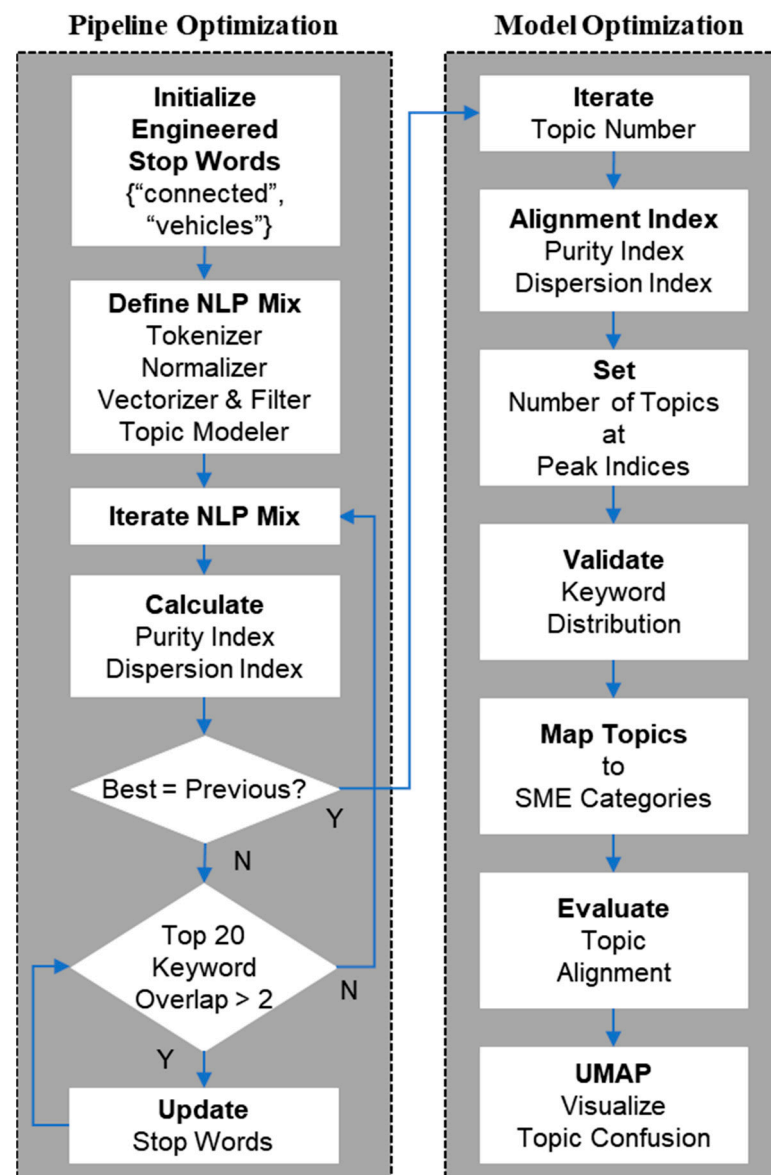 Pipeline Optimization
Initialize
Engineered
Stop Words
{“connected”,
“vehicles”}
Define NLP Mix
Tokenizer
Normalizer
Vectorizer & Filter
Topic Modeler
Iterate NLP Mix
Calculate
Purity Index
Dispersion Index
Best = Previous?
Y
N
Top 20
Keyword
Overlap > 2
N
Y
Update
Stop Words
Model Optimization
Iterate
Topic Number
Alignment Index
Purity Index
Dispersion Index
Set
Number of Topics
at
Peak Indices
Validate
Keyword
Distribution
Map Topics
to
SME Categories
Evaluate
Topic
Alignment
UMAP
Visualize
Topic Confusion